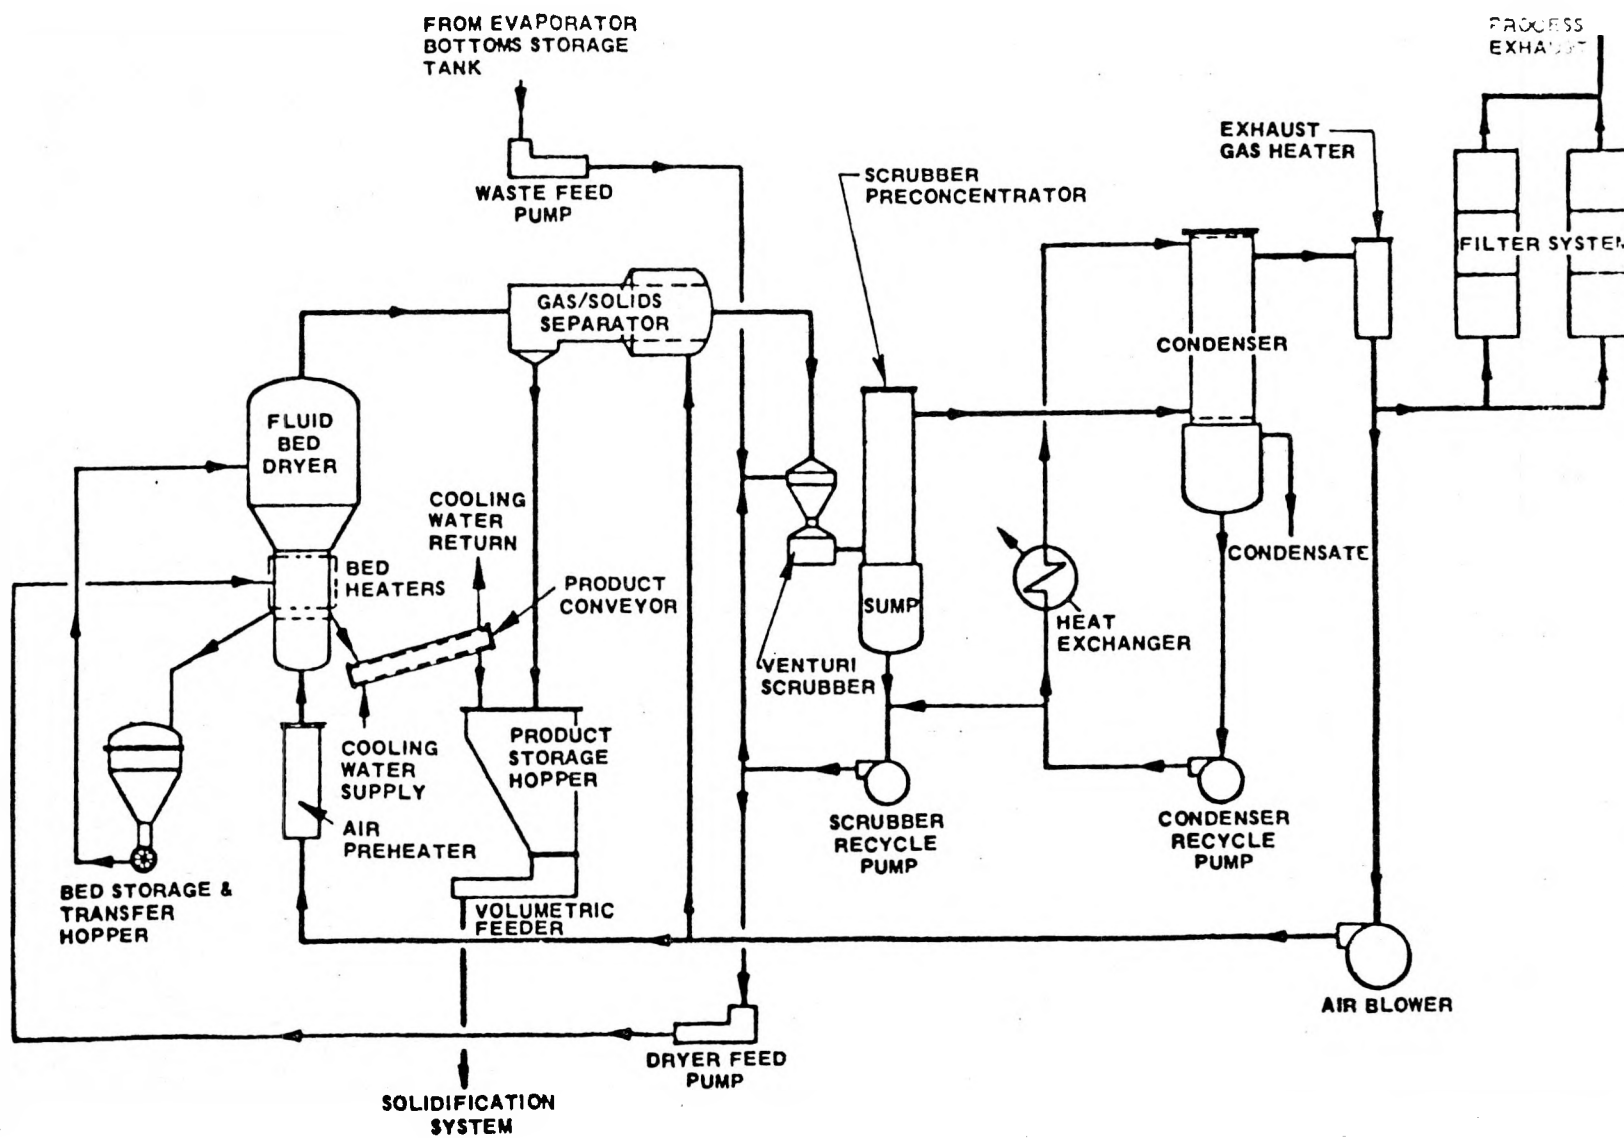 FROM EVAPORATOR
BOTTOMS STORAGE
TANK
PROCESS
EXHAUST
WASTE FEED
PUMP
SCRUBBER
PRECONCENTRATOR
EXHAUST
GAS HEATER
FILTER SYSTEM
GAS/SOLIDS
SEPARATOR
CONDENSER
FLUID
BED
DRYER
COOLING
WATER
RETURN
BED
HEATERS
PRODUCT
CONVEYOR
CONDENSATE
SUMP
HEAT
EXCHANGER
VENTURI
SCRUBBER
COOLING
WATER
SUPPLY
PRODUCT
STORAGE
HOPPER
AIR
PREHEATER
SCRUBBER
RECYCLE
PUMP
CONDENSER
RECYCLE
PUMP
BED STORAGE &
TRANSFER
HOPPER
VOLUMETRIC
FEEDER
AIR BLOWER
DRYER FEED
PUMP
SOLIDIFICATION
SYSTEM